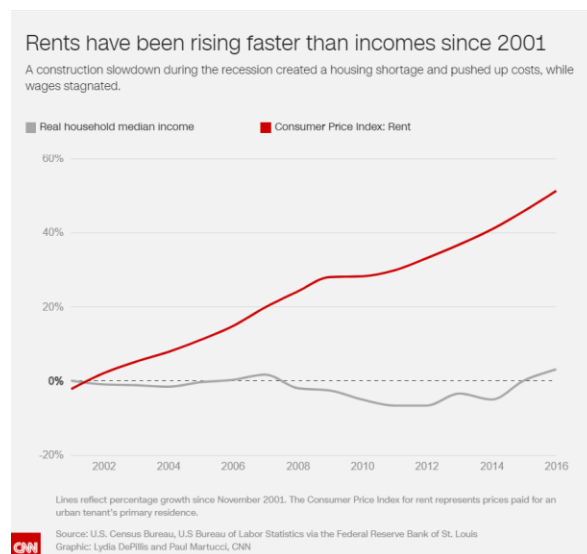 Rents have been rising faster than incomes since 2001
A construction slowdown during the recession created a housing shortage and pushed up costs, while
wages stagnated.
Real household median income
Consumer Price Index: Rent
60%
40%
20%
0%
-20%
2002 2004 2006 2008 2010 2012 2014 2016
Lines reflect percentage growth since November 2001. The Consumer Price Index for rent represents prices paid for an
urban tenant's primary residence.
Source: U.S. Census Bureau, U.S Bureau of Labor Statistics via the Federal Reserve Bank of St. Louis
Graphic: Lydia DePillis and Paul Martucci, CNN
CNN